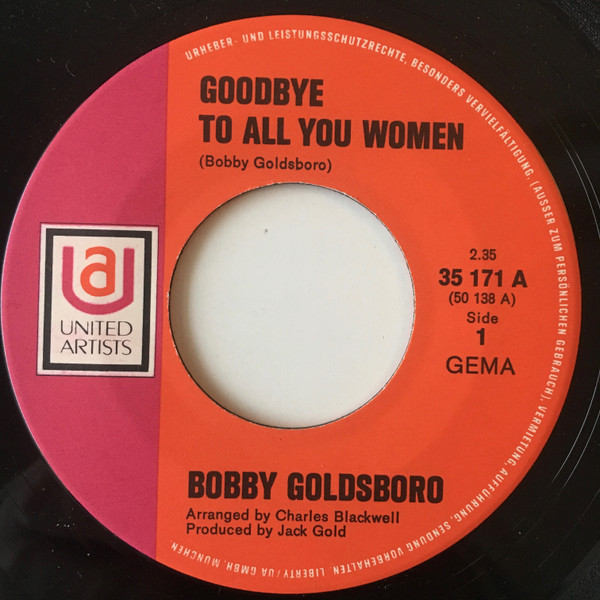 URHEBER- UND LEISTUNGSSCHUTZRECHTE, BESONDERS VERVIELFÄLTIGUNG, (AUSSER ZUM PERSÖNLICHEN GEBRAUCH), VERMIETUNG, AUFFÜHRUNG, SENDUNG VORBEHALTEN. LIBERTY/UA GMBH, MÜNCHEN.
GOODBYE
TO ALL YOU WOMEN
(Bobby Goldsboro)
ua
UNITED
ARTISTS
2.35
35 171 A
(50 138 A)
Side
1
GEMA
BOBBY GOLDSBORO
Arranged by Charles Blackwell
Produced by Jack Gold